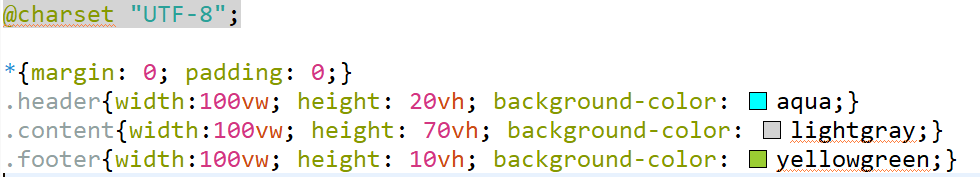 @charset "UTF-8";
*{margin: 0; padding: 0;}
.header{width:100vw; height: 20vh; background-color: aqua;}
.content{width:100vw; height: 70vh; background-color: lightgray;}
.footer{width:100vw; height: 10vh; background-color: yellowgreen;}